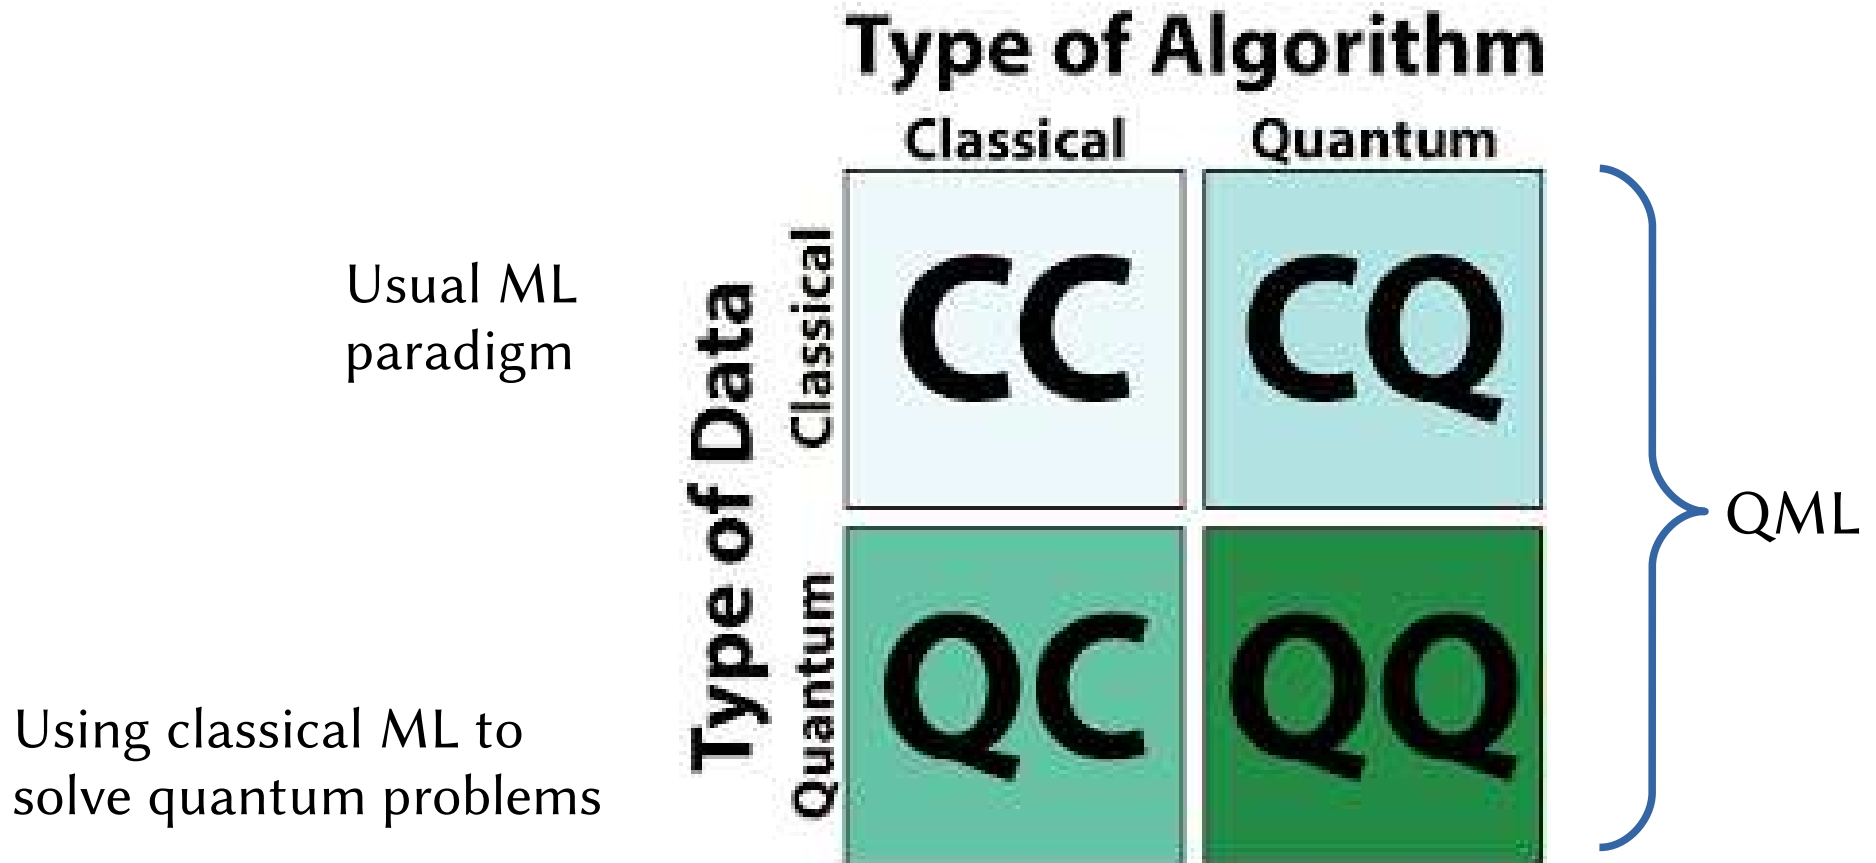 Type of Algorithm
Classical Quantum
Usual ML
paradigm
Type of Data
Classical
CC CQ
QML
Quantum
QC QQ
Using classical ML to
solve quantum problems